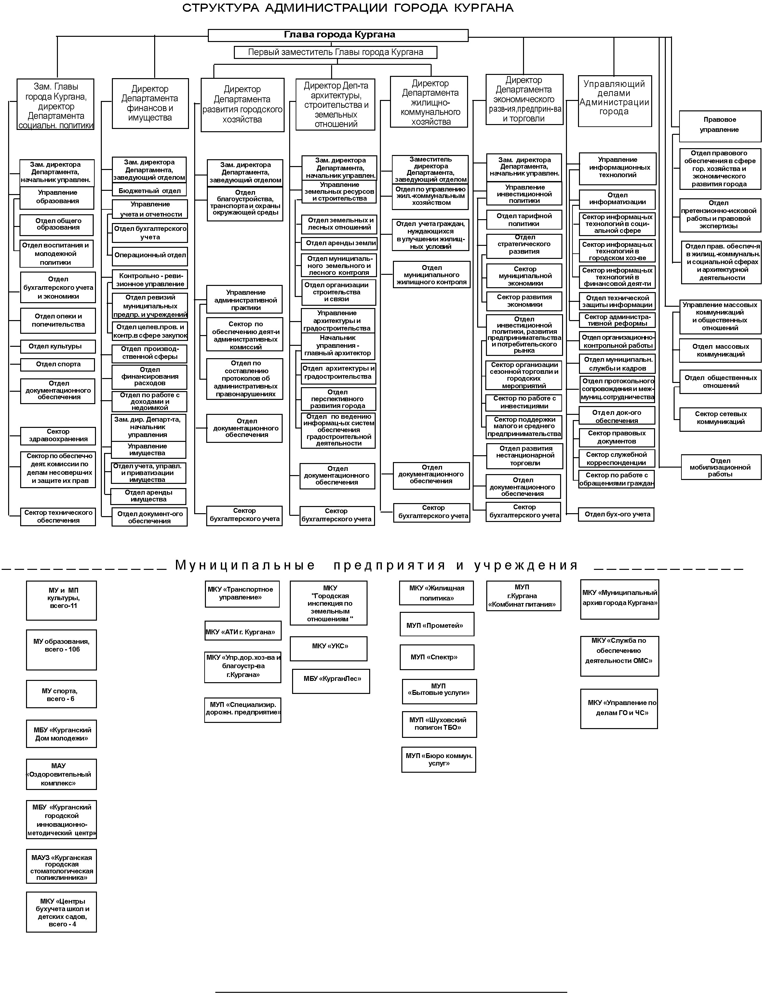 СТРУКТУРА АДМИНИСТРАЦИИ ГОРОДА КУРГАНА
Глава города Кургана
Первый заместитель Главы города Кургана
Зам. Главы
города Кургана,
директор
Департамента
социальн. политики
Директор
Департамента
финансов и
имущества
Директор
Департамента
развития городского
хозяйства
Директор Деп-та
архитектуры,
строительства и
земельных
отношений
Директор
Департамента
жилищно-
коммунального
хозяйства
Директор
Департамента
экономического
разв-ия,предприн-ва
и торговли
Управляющий
делами
Администрации
города
Зам. директора
Департамента,
начальник управлен.
Управление
образования
Отдел общего
образования
Отдел воспитания и
молодежной
политики
Отдел
бухгалтерского учета
и экономики
Отдел опеки и
попечительства
Отдел культуры
Отдел спорта
Отдел
документационного
обеспечения
Сектор
здравоохранения
Сектор по обеспеч-ю
деят. комиссии по
делам несоверш-их
и защите их прав
Сектор технического
обеспечения
Зам. директора
Департамента,
заведующий отделом
Бюджетный отдел
Управление
учета и отчетности
Отдел бухгалтерского
учета
Операционный отдел
Контрольно - реви-
зионное управление
Отдел ревизий
муниципальных
предпр. и учреждений
Отдел целев.пров. и
контр.в сфере закупок
Отдел производ-
ственной сферы
Отдел
финансирования
расходов
Отдел по работе с
доходами и
недоимкой
Зам. дир. Департ-та,
начальник
управления
Управление
имущества
Отдел учета, управл.
и приватизации
имущества
Отдел аренды
имущества
Отдел документ-ого
обеспечения
Зам. директора
Департамента,
заведующий отделом
Отдел
благоустройства,
транспорта и охраны
окружающей среды
Управление
административной
практики
Сектор по
обеспечению деят-и
административных
комиссий
Отдел по
составлению
протоколов об
административных
правонарушениях
Отдел
документационного
обеспечения
Сектор
бухгалтерского учета
Зам. директора
Департамента,
начальник управлен.
Управление
земельных ресурсов
и строительства
Отдел земельных и
лесных отношений
Отдел аренды земли
Отдел муниципаль-
ного земельного и
лесного контроля
Отдел организации
строительства
и связи
Управление
архитектуры и
градостроительства
Начальник
управления -
главный архитектор
Отдел архитектуры и
градостроительства
Отдел
перспективного
развития города
Отдел по ведению
информац-ых систем
обеспечения
градостроительной
деятельности
Отдел
документационного
обеспечения
Сектор
бухгалтерского учета
Заместитель
директора
Департамента,
заведующий отделом
Отдел по управлению
жил.-коммунальным
хозяйством
Отдел учета граждан,
нуждающихся
в улучшении жилищ-
ных условий
Отдел
муниципального
жилищного контроля
Отдел
документационного
обеспечения
Сектор
бухгалтерского учета
Зам. директора
Департамента,
начальник управлен.
Управление
инвестиционной
политики
Отдел тарифной
политики
Отдел
стратегического
развития
Сектор
муниципальной
экономики
Сектор развития
экономики
Отдел
инвестиционной
политики, развития
предпринимательства
и потребительского
рынка
Сектор организации
сезонной торговли и
городских
мероприятий
Сектор по работе с
инвестициями
Сектор поддержки
малого и среднего
предпринимательства
Отдел развития
нестанционарной
торговли
Отдел
документационного
обеспечения
Сектор
бухгалтерского учета
Управление
информационных
технологий
Отдел
информатизации
Сектор информац-ых
технологий в соци-
альной сфере
Сектор информац-ых
технологий в
городском хоз-ве
Сектор информац-ых
технологий в
финансовой деят-ти
Отдел технической
защиты информации
Сектор администра-
тивной реформы
Отдел организационно-
контрольной работы
Отдел муниципальн.
службы и кадров
Отдел протокольного
сопровождения и меж-
муниц.сотрудничества
Отдел док-ого
обеспечения
Сектор правовых
документов
Сектор служебной
корреспонденции
Сектор по работе с
обращениями граждан
Отдел бух-ого учета
Правовое
управление
Отдел правового
обеспечения в сфере
гор. хозяйства и
экономического
развития города
Отдел
претензионно-исковой
работы и правовой
экспертизы
Отдел прав. обеспеч-я
в жилищ.-коммунальн.
и социальной сферах
и архитектурной
деятельности
Управление массовых
коммуникаций
и общественных
отношений
Отдел массовых
коммуникаций
Отдел общественных
отношений
Сектор сетевых
коммуникаций
Отдел
мобилизационной
работы
Муниципальные предприятия и учреждения
МУ и МП
культуры,
всего-11
МУ образования,
всего - 106
МУ спорта,
всего - 6
МБУ «Курганский
Дом молодежи»
МАУ
«Оздоровительный
комплекс»
МБУ «Курганский
городской
инновационно-
методический центр»
МАУЗ «Курганская
городская
стоматологическая
поликлинника»
МКУ «Центры
бухучета школ и
детских садов,
всего - 4
МКУ «Транспортное
управление»
МКУ «АТИ г. Кургана»
МКУ «Упр.дор.хоз-ва и
благоустр-ва
г.Кургана»
МУП «Специализир.
дорожн. предприятие»
МКУ
"Городская
инспекция по
земельным
отношениям "
МКУ «УКС»
МБУ «КурганЛес»
МКУ «Жилищная
политика»
МУП «Прометей»
МУП «Спектр»
МУП
«Бытовые услуги»
МУП «Шуховский
полигон ТБО»
МУП «Бюро коммун.
услуг»
МУП
г.Кургана
«Комбинат питания»
МКУ «Муниципальный
архив города Кургана»
МКУ «Служба по
обеспечению
деятельности ОМС»
МКУ «Управление по
делам ГО и ЧС»